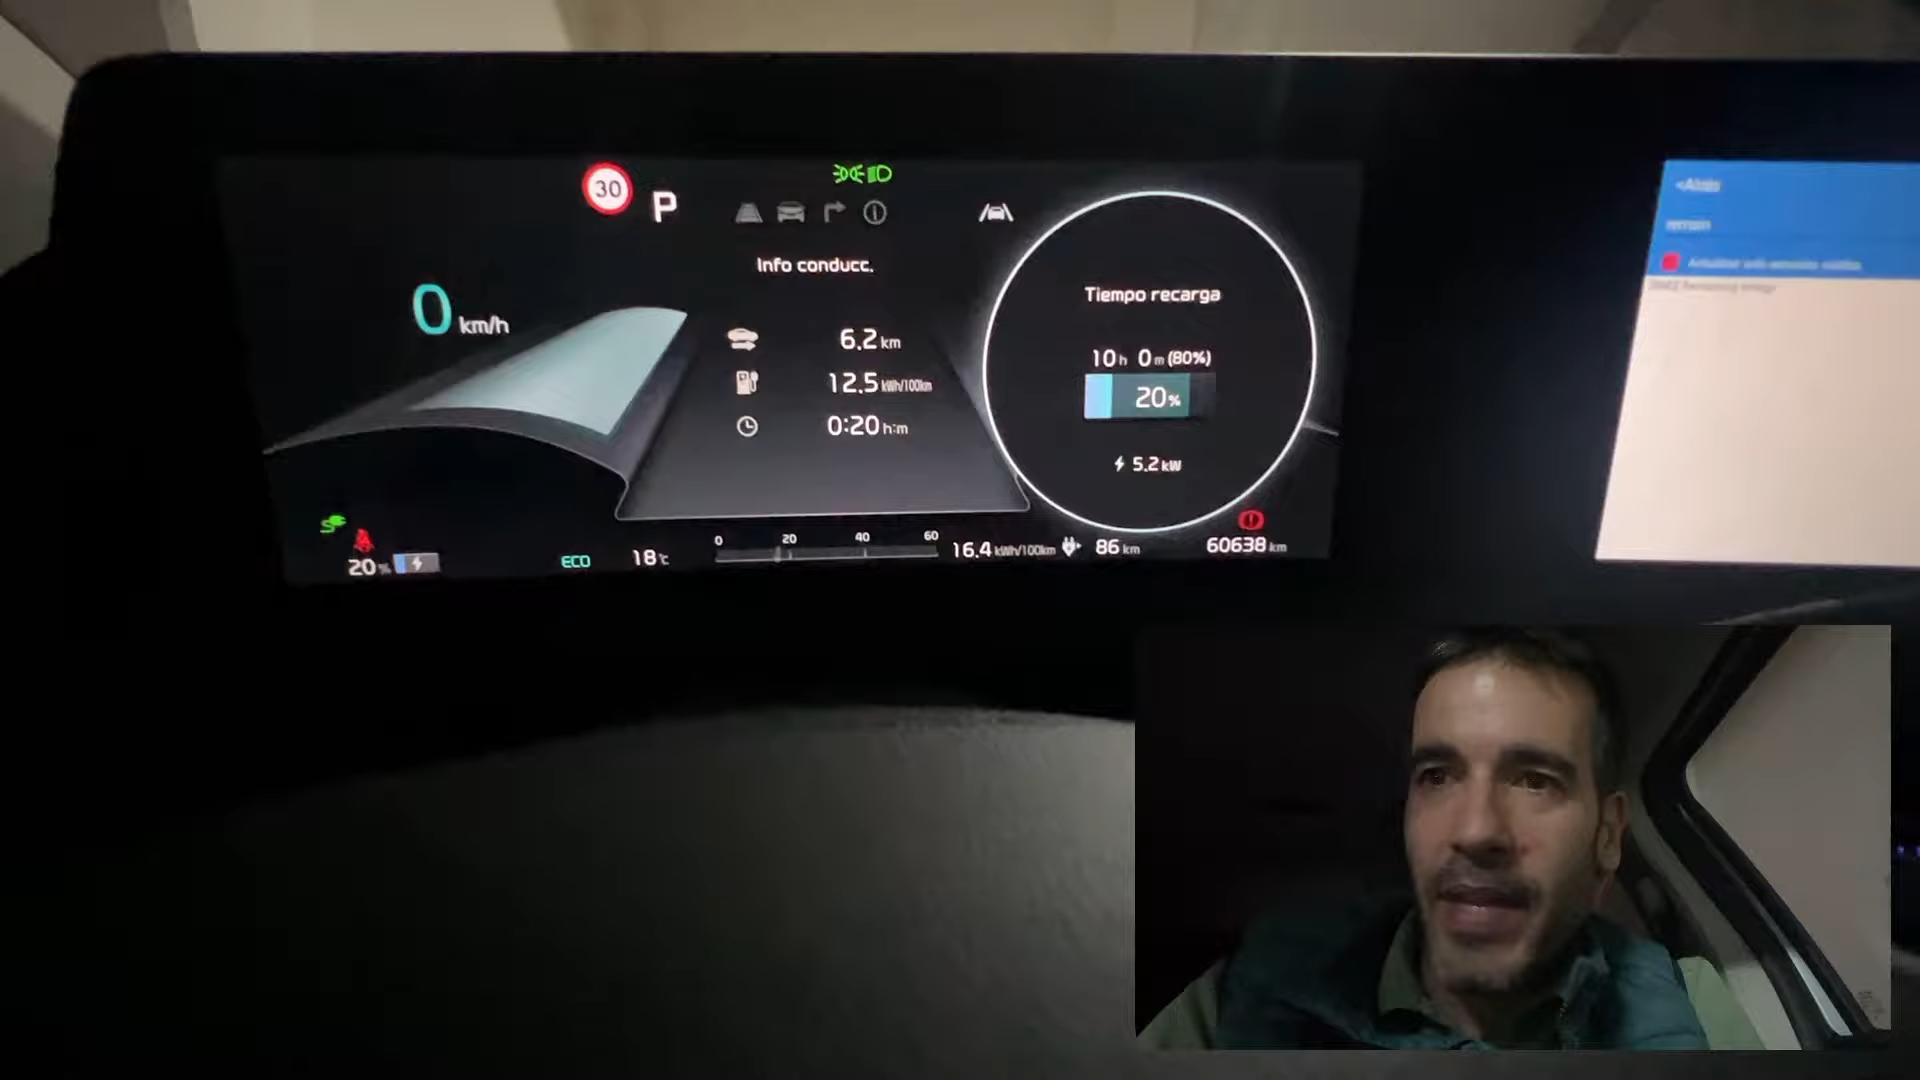 30
P
Info conducc.
0 km/h
6.2 km
12.5 kWh/100km
0:20 h:m
Tiempo recarga
10 h 0 m (80%)
20%
5.2 kW
20%
ECO
18°c
0 20 40 60
16.4 kWh/100km
86 km
60638 km
<Atrás